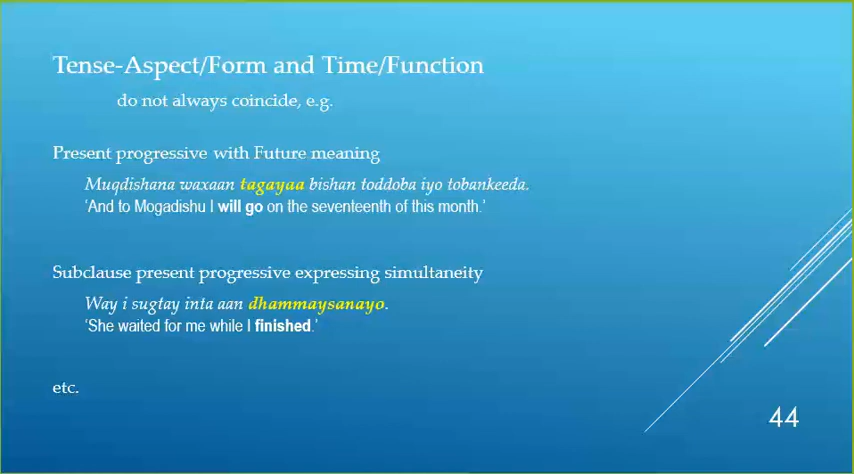 Tense-Aspect/Form and Time/Function
do not always coincide, e.g.
Present progressive with Future meaning
Muqdishana waxaan tagayaa bishan toddoba iyo tobankeeda.
'And to Mogadishu I will go on the seventeenth of this month.'
Subclause present progressive expressing simultaneity
Way i sugtay inta aan dhammaysanayo.
'She waited for me while I finished.'
etc.
44